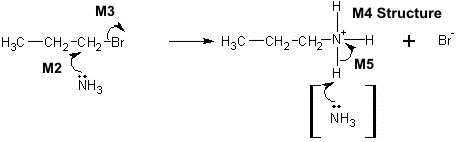 M3
H₃C—CH₂—CH₂—Br
M2
:NH₃
H M4 Structure
H₃C—CH₂—CH₂—N⁺—H + Br⁻
M5
H
:NH₃